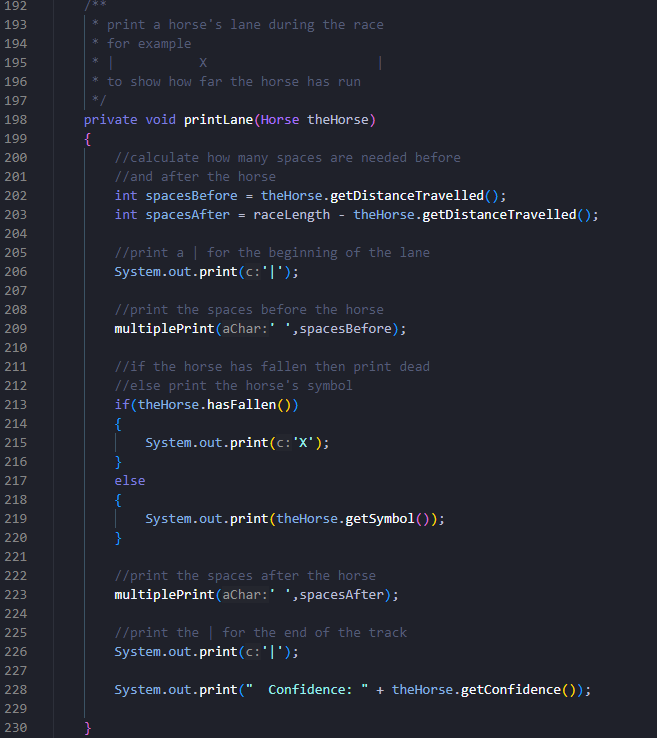 192 /**
193 * print a horse's lane during the race
194 * for example
195 * |           X                      |
196 * to show how far the horse has run
197 */
198 private void printLane(Horse theHorse)
199 {
200 //calculate how many spaces are needed before
201 //and after the horse
202 int spacesBefore = theHorse.getDistanceTravelled();
203 int spacesAfter = raceLength - theHorse.getDistanceTravelled();
204
205 //print a | for the beginning of the lane
206 System.out.print(c:'|');
207
208 //print the spaces before the horse
209 multiplePrint(aChar:' ',spacesBefore);
210
211 //if the horse has fallen then print dead
212 //else print the horse's symbol
213 if(theHorse.hasFallen())
214 {
215 System.out.print(c:'X');
216 }
217 else
218 {
219 System.out.print(theHorse.getSymbol());
220 }
221
222 //print the spaces after the horse
223 multiplePrint(aChar:' ',spacesAfter);
224
225 //print the | for the end of the track
226 System.out.print(c:'|');
227
228 System.out.print("  Confidence: " + theHorse.getConfidence());
229
230 }